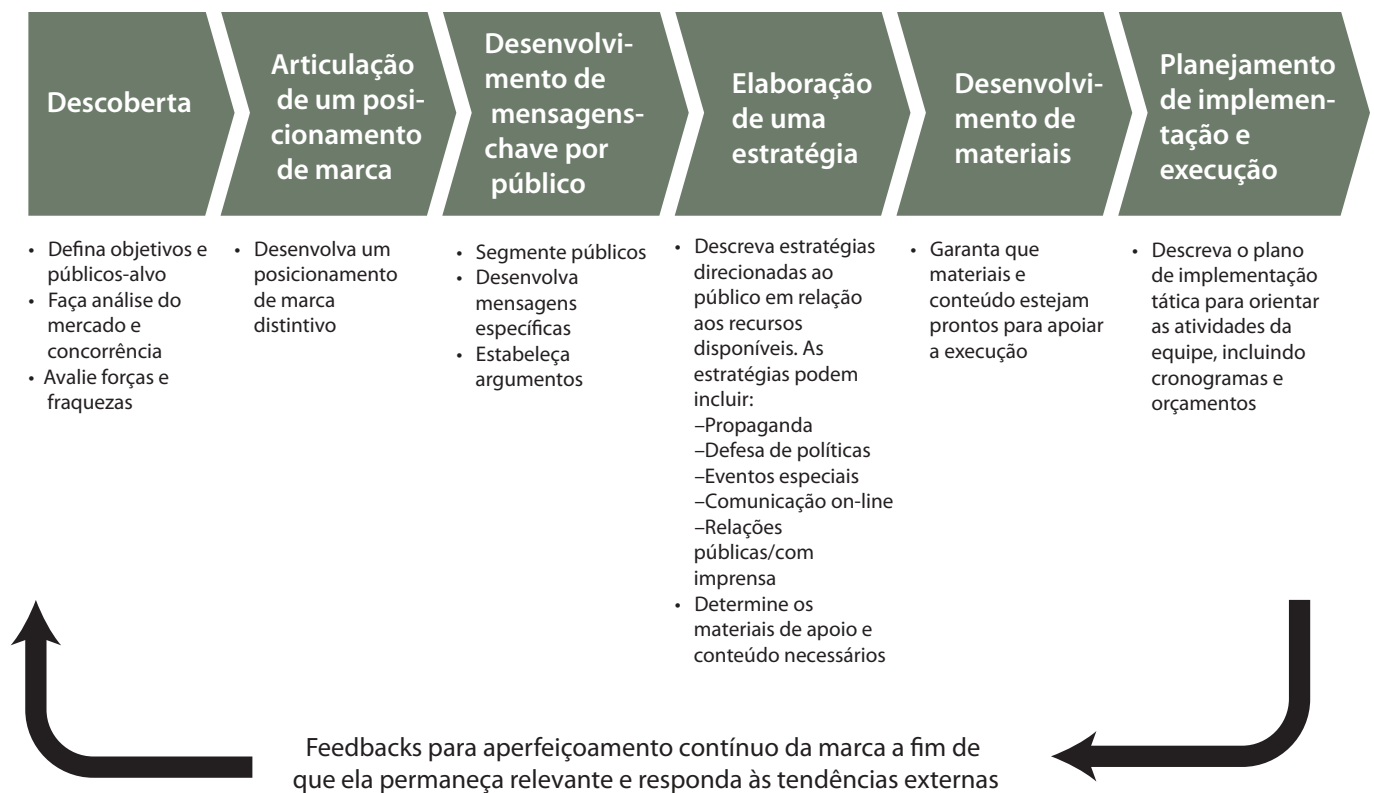 Descoberta
Articulação
de um posi-
cionamento
de marca
Desenvolvi-
mento de
mensagens-
chave por
público
Elaboração
de uma
estratégia
Desenvolvi-
mento de
materiais
Planejamento
de implemen-
tação e
execução
• Defina objetivos e
públicos-alvo
• Faça análise do
mercado e
concorrência
• Avalie forças e
fraquezas
• Desenvolva um
posicionamento
de marca
distintivo
• Segmente públicos
• Desenvolva
mensagens
específicas
• Estabeleça
argumentos
• Descreva estratégias
direcionadas ao
público em relação
aos recursos
disponíveis. As
estratégias podem
incluir:
–Propaganda
–Defesa de políticas
–Eventos especiais
–Comunicação on-line
–Relações
públicas/com
imprensa
• Determine os
materiais de apoio e
conteúdo necessários
• Garanta que
materiais e
conteúdo estejam
prontos para apoiar
a execução
• Descreva o plano
de implementação
tática para orientar
as atividades da
equipe, incluindo
cronogramas e
orçamentos
Feedbacks para aperfeiçoamento contínuo da marca a fim de
que ela permaneça relevante e responda às tendências externas